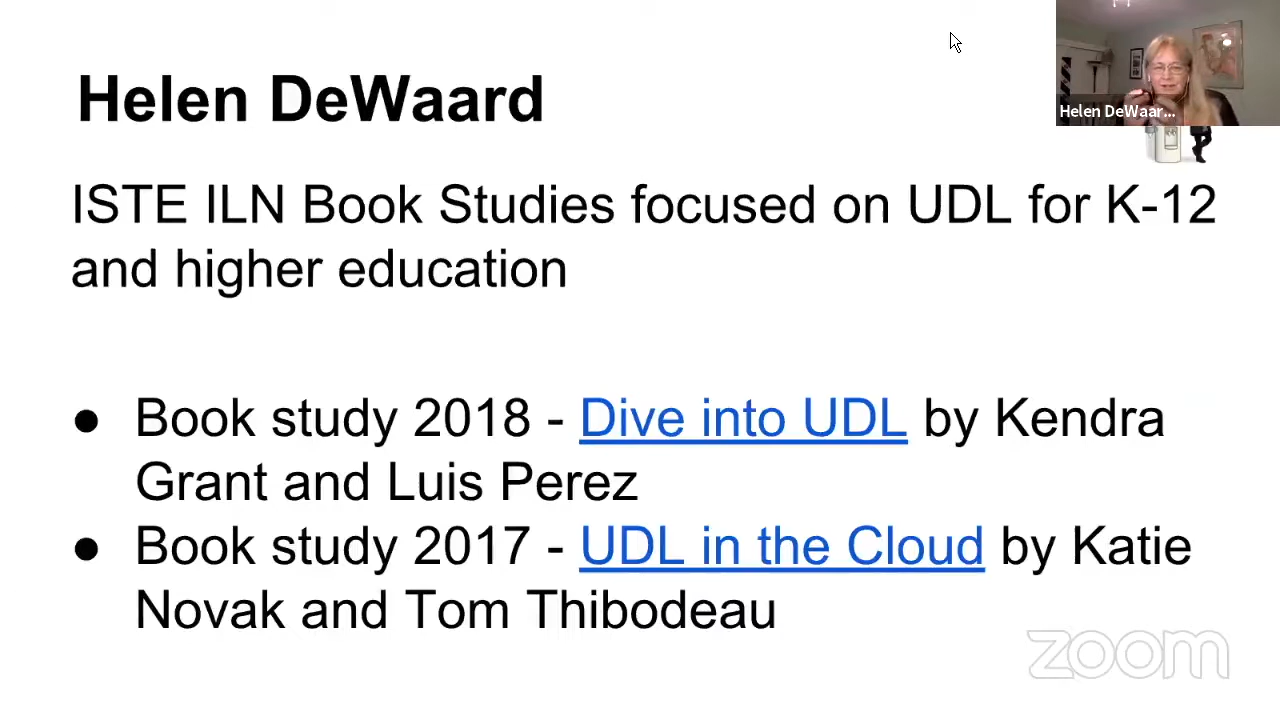 Helen DeWaard
Helen DeWaar...
ISTE ILN Book Studies focused on UDL for K-12
and higher education
● Book study 2018 - Dive into UDL by Kendra
Grant and Luis Perez
● Book study 2017 - UDL in the Cloud by Katie
Novak and Tom Thibodeau
zoom